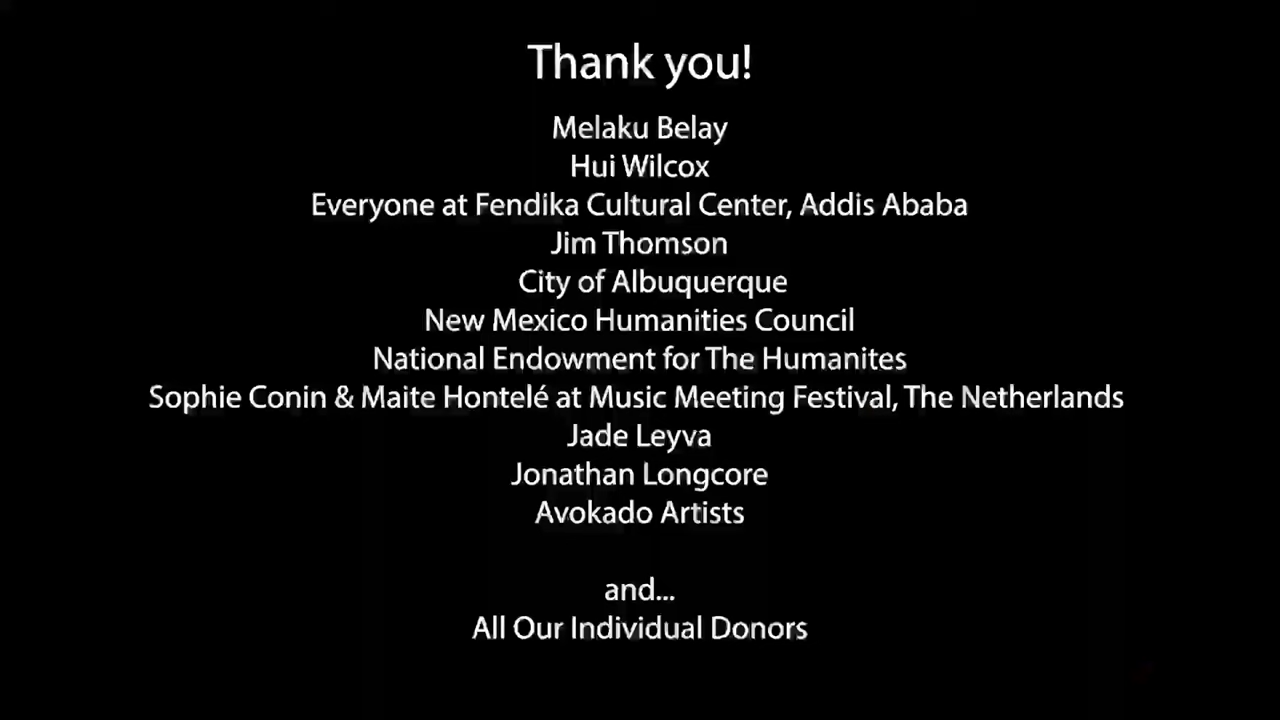 Thank you!
Melaku Belay
Hui Wilcox
Everyone at Fendika Cultural Center, Addis Ababa
Jim Thomson
City of Albuquerque
New Mexico Humanities Council
National Endowment for The Humanites
Sophie Conin & Maite Hontelé at Music Meeting Festival, The Netherlands
Jade Leyva
Jonathan Longcore
Avokado Artists
and...
All Our Individual Donors